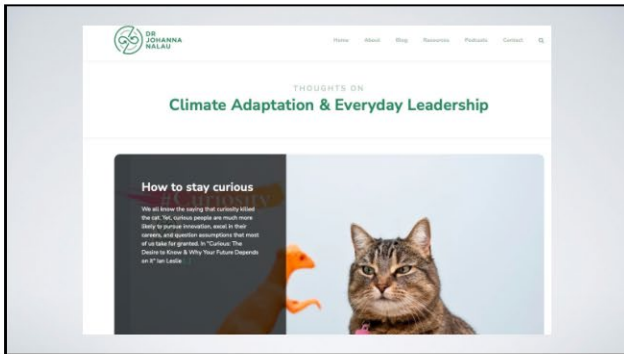 DR
JOHANNA
NALAU
Home About Blog Resources Podcasts Contact
THOUGHTS ON
Climate Adaptation & Everyday Leadership
How to stay curious
#Curiosity
We all know the saying that curiosity killed
the cat. Yet, curious people are much more
likely to pursue innovation, excel in their
careers, and question assumptions that most
of us take for granted. In "Curious: The
Desire to Know & Why Your Future Depends
on it" Ian Leslie [...]